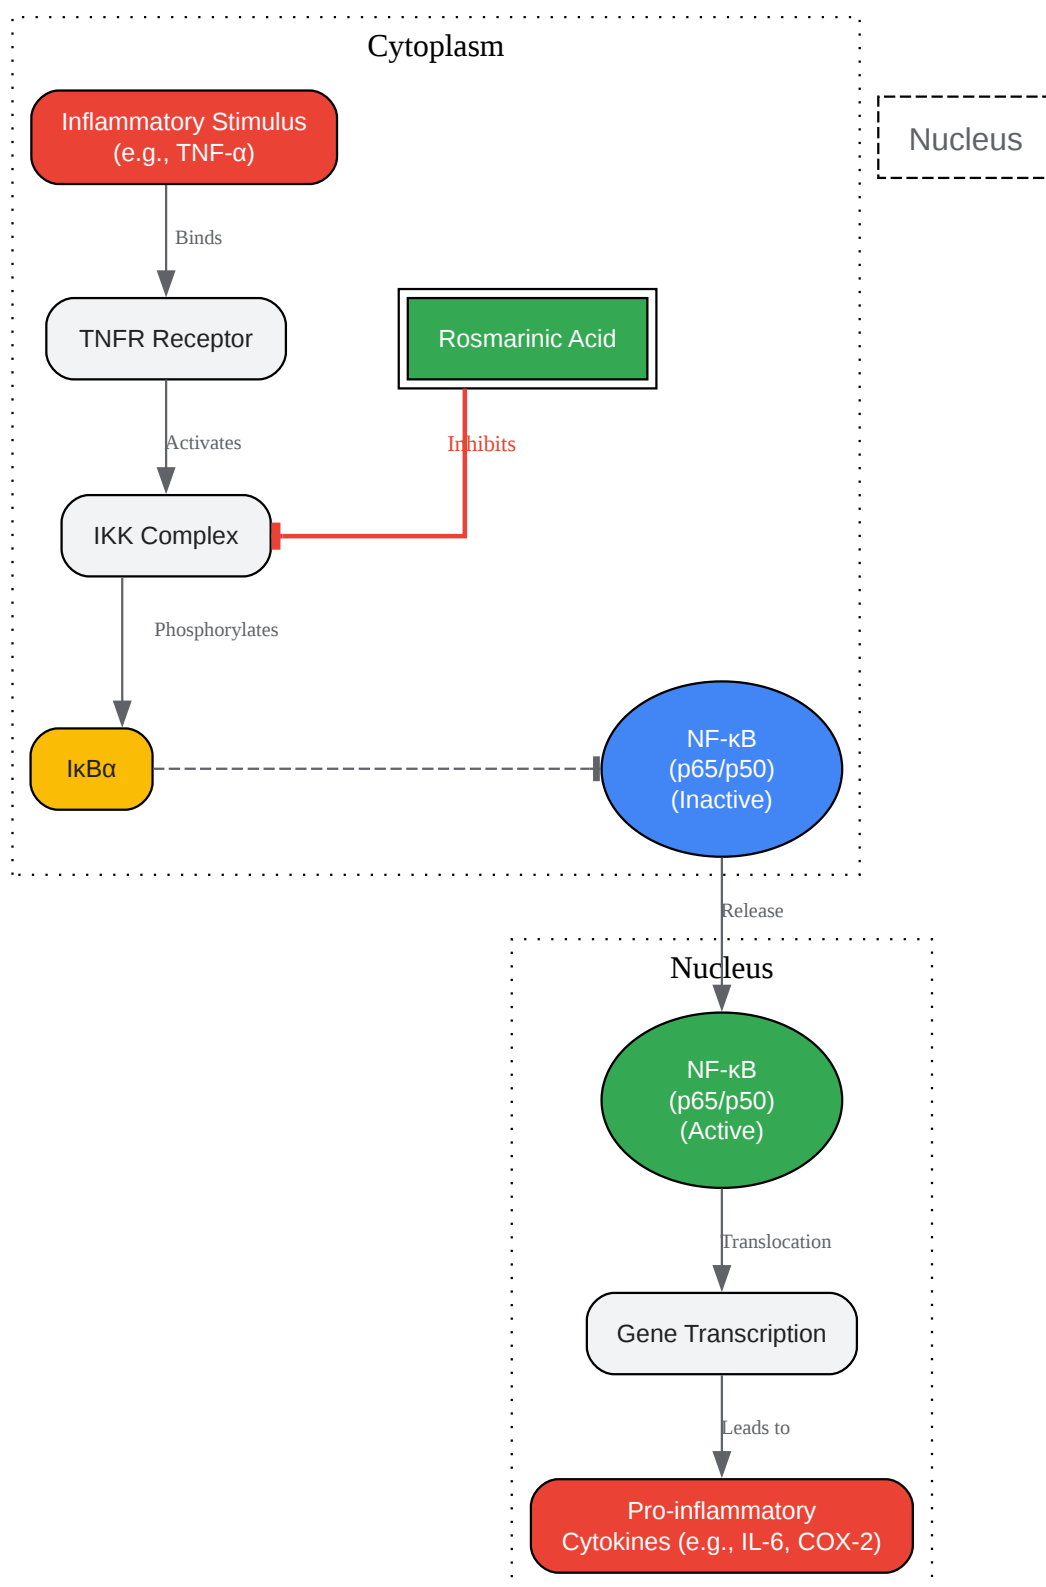 Cytoplasm
Inflammatory Stimulus
(e.g., TNF-α)
Nucleus
Binds
TNFR Receptor
Rosmarinic Acid
Activates
Inhibits
IKK Complex
Phosphorylates
IκBα
NF-κB
(p65/p50)
(Inactive)
Release
Nucleus
NF-κB
(p65/p50)
(Active)
Translocation
Gene Transcription
Leads to
Pro-inflammatory
Cytokines (e.g., IL-6, COX-2)